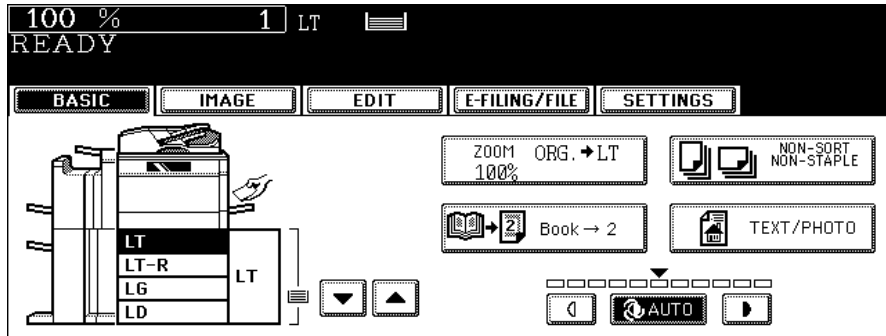 100 % 1 LT
READY
BASIC IMAGE EDIT E-FILING/FILE SETTINGS
ZOOM ORG.➔LT
100%
NON-SORT
NON-STAPLE
2 Book → 2
TEXT/PHOTO
LT
LT-R
LG
LD
LT
AUTO